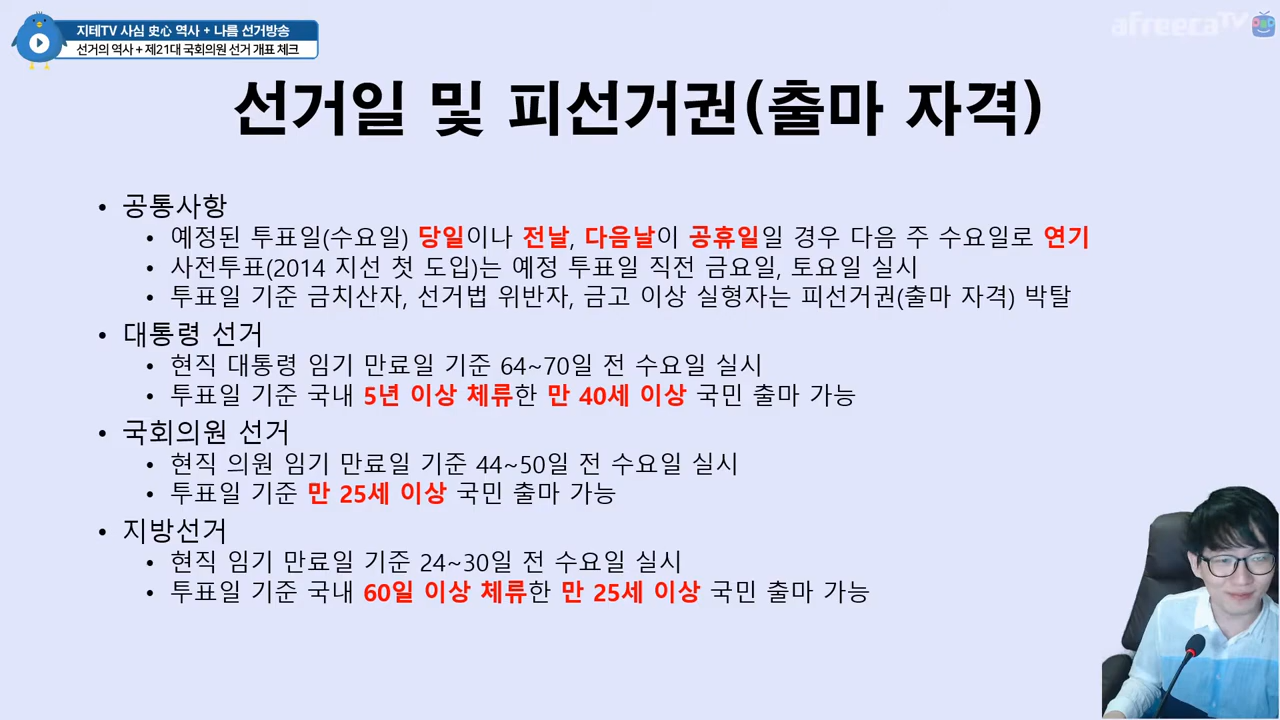 지테TV 사심 史心 역사 + 나름 선거방송
선거의 역사 + 제21대 국회의원 선거 개표 체크
afreecaTV
선거일 및 피선거권(출마 자격)
• 공통사항
• 예정된 투표일(수요일) 당일이나 전날, 다음날이 공휴일일 경우 다음 주 수요일로 연기
• 사전투표(2014 지선 첫 도입)는 예정 투표일 직전 금요일, 토요일 실시
• 투표일 기준 금치산자, 선거법 위반자, 금고 이상 실형자는 피선거권(출마 자격) 박탈
• 대통령 선거
• 현직 대통령 임기 만료일 기준 64~70일 전 수요일 실시
• 투표일 기준 국내 5년 이상 체류한 만 40세 이상 국민 출마 가능
• 국회의원 선거
• 현직 의원 임기 만료일 기준 44~50일 전 수요일 실시
• 투표일 기준 만 25세 이상 국민 출마 가능
• 지방선거
• 현직 임기 만료일 기준 24~30일 전 수요일 실시
• 투표일 기준 국내 60일 이상 체류한 만 25세 이상 국민 출마 가능